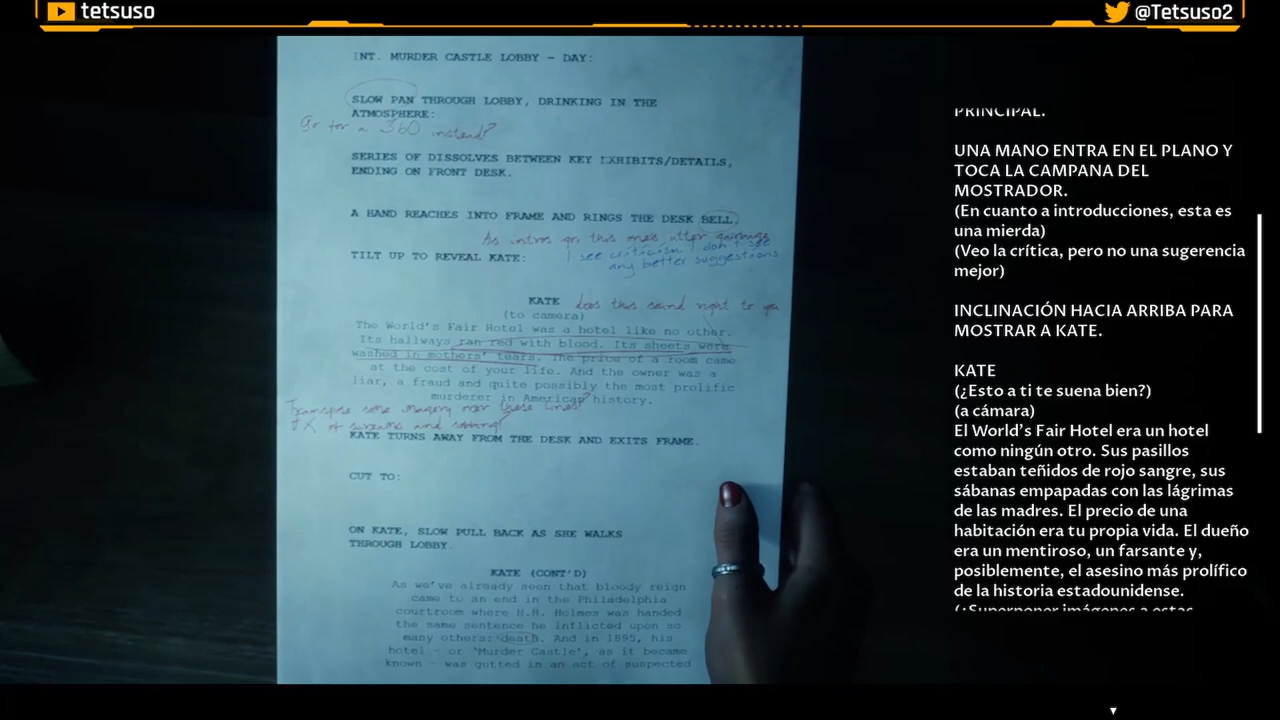 tetsuso
@Tetsuso2
INT. MURDER CASTLE LOBBY - DAY:
SLOW PAN THROUGH LOBBY, DRINKING IN THE
ATMOSPHERE:
Go for a 360 instead?
SERIES OF DISSOLVES BETWEEN KEY EXHIBITS/DETAILS,
ENDING ON FRONT DESK.
A HAND REACHES INTO FRAME AND RINGS THE DESK BELL.
As intros go, this one's utter garbage
I see criticism I don't see
any better suggestions
TILT UP TO REVEAL KATE:
KATE does this sound right to you
(to camera)
The World's Fair Hotel was a hotel like no other.
Its hallways ran red with blood. Its sheets were
washed in mothers' tears. The price of a room came
at the cost of your life. And the owner was a
liar, a fraud and quite possibly the most prolific
murderer in American history.
Transpose some imagery over these lines?
FX of screams and sobbing?
KATE TURNS AWAY FROM THE DESK AND EXITS FRAME.
CUT TO:
ON KATE, SLOW PULL BACK AS SHE WALKS
THROUGH LOBBY.
KATE (CONT'D)
As we've already seen that bloody reign
came to an end in the Philadelphia
courtroom where H.H. Holmes was handed
the same sentence he inflicted upon so
many others: death. And in 1895, his
hotel - or 'Murder Castle', as it became
known - was gutted in an act of suspected
PRINCIPAL.
UNA MANO ENTRA EN EL PLANO Y
TOCA LA CAMPANA DEL
MOSTRADOR.
(En cuanto a introducciones, esta es
una mierda)
(Veo la crítica, pero no una sugerencia
mejor)
INCLINACIÓN HACIA ARRIBA PARA
MOSTRAR A KATE.
KATE
(¿Esto a ti te suena bien?)
(a cámara)
El World's Fair Hotel era un hotel
como ningún otro. Sus pasillos
estaban teñidos de rojo sangre, sus
sábanas empapadas con las lágrimas
de las madres. El precio de una
habitación era tu propia vida. El dueño
era un mentiroso, un farsante y,
posiblemente, el asesino más prolífico
de la historia estadounidense.
(¿Superponer imágenes a estas